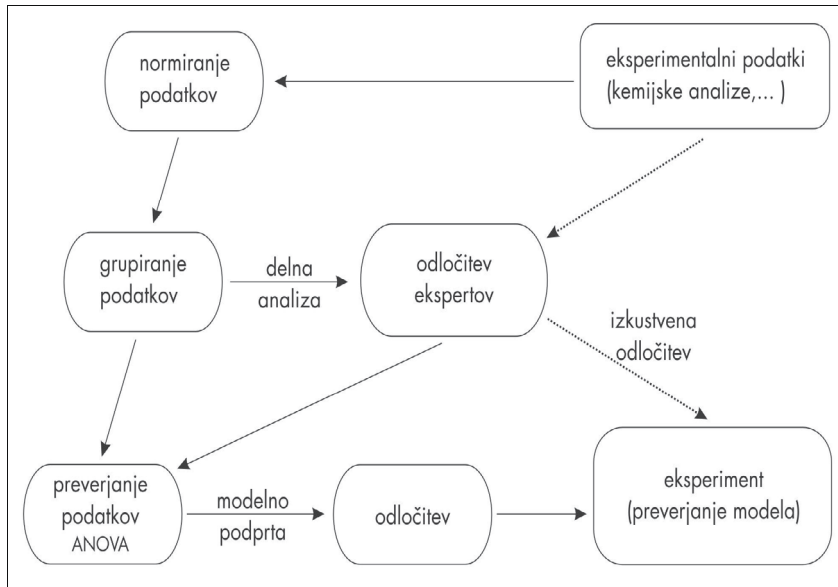 normiranje
podatkov
eksperimentalni podatki
(kemijske analize,... )
grupiranje
podatkov
delna
analiza
odločitev
ekspertov
izkustvena
odločitev
preverjanje
podatkov
ANOVA
modelno
podprta
odločitev
eksperiment
(preverjanje modela)